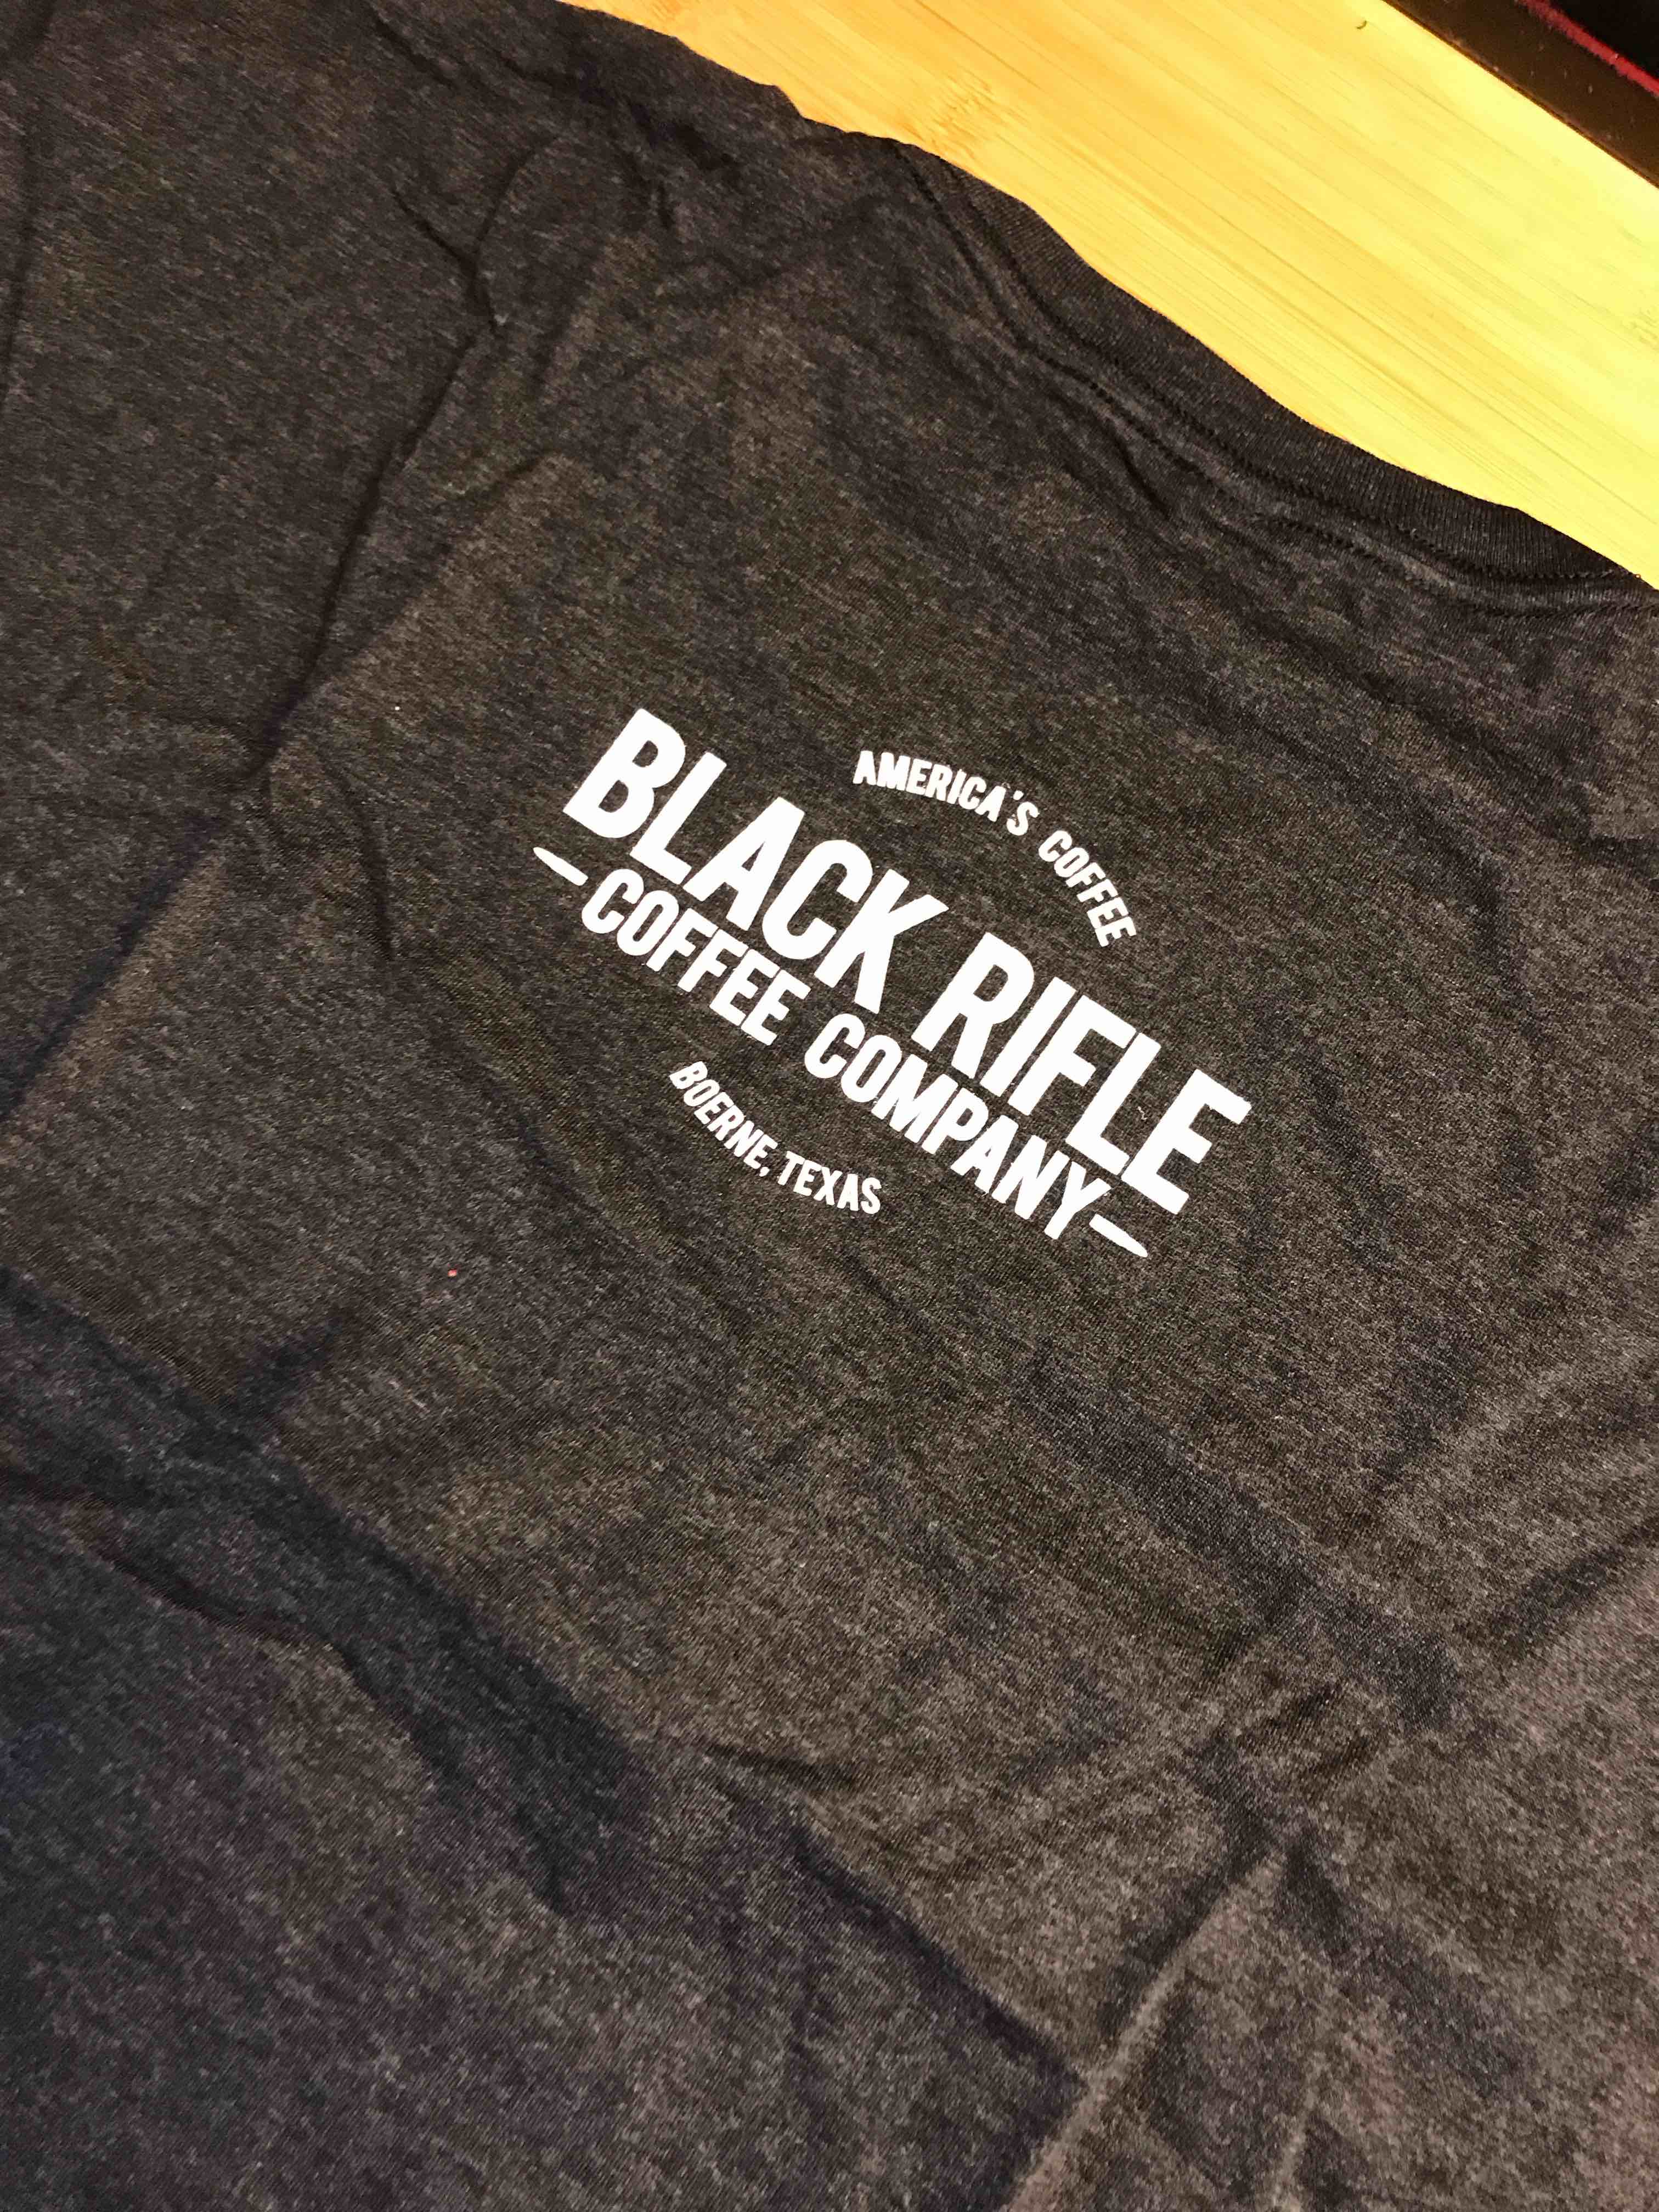 AMERICA'S COFFEE
BLACK RIFLE
COFFEE COMPANY
BOERNE, TEXAS